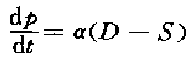 dp/dt = α(D − S)